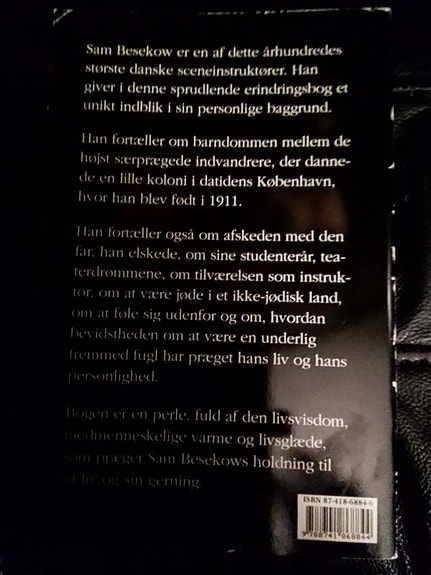 Sam Besekow er en af dette århundredes
største danske sceneinstruktører. Han
giver i denne sprudlende erindringsbog et
unikt indblik i sin personlige baggrund.
Han fortæller om barndommen mellem de
højst særprægede indvandrere, der danne-
de en lille koloni i datidens København,
hvor han blev født i 1911.
Han fortæller også om afskeden med den
far, han elskede, om sine studenterår, tea-
terdrømmene, om tilværelsen som instruk-
tør, om at være jøde i et ikke-jødisk land,
om at føle sig udenfor og om, hvordan
bevidstheden om at være en underlig
fremmed fugl har præget hans liv og hans
personlighed.
Bogen er en perle, fuld af den livsvisdom,
medmenneskelige varme og livsglæde,
som præger Sam Besekows holdning til
sit liv og sin gerning.
ISBN 87-418-6884-6
9 788741 868844